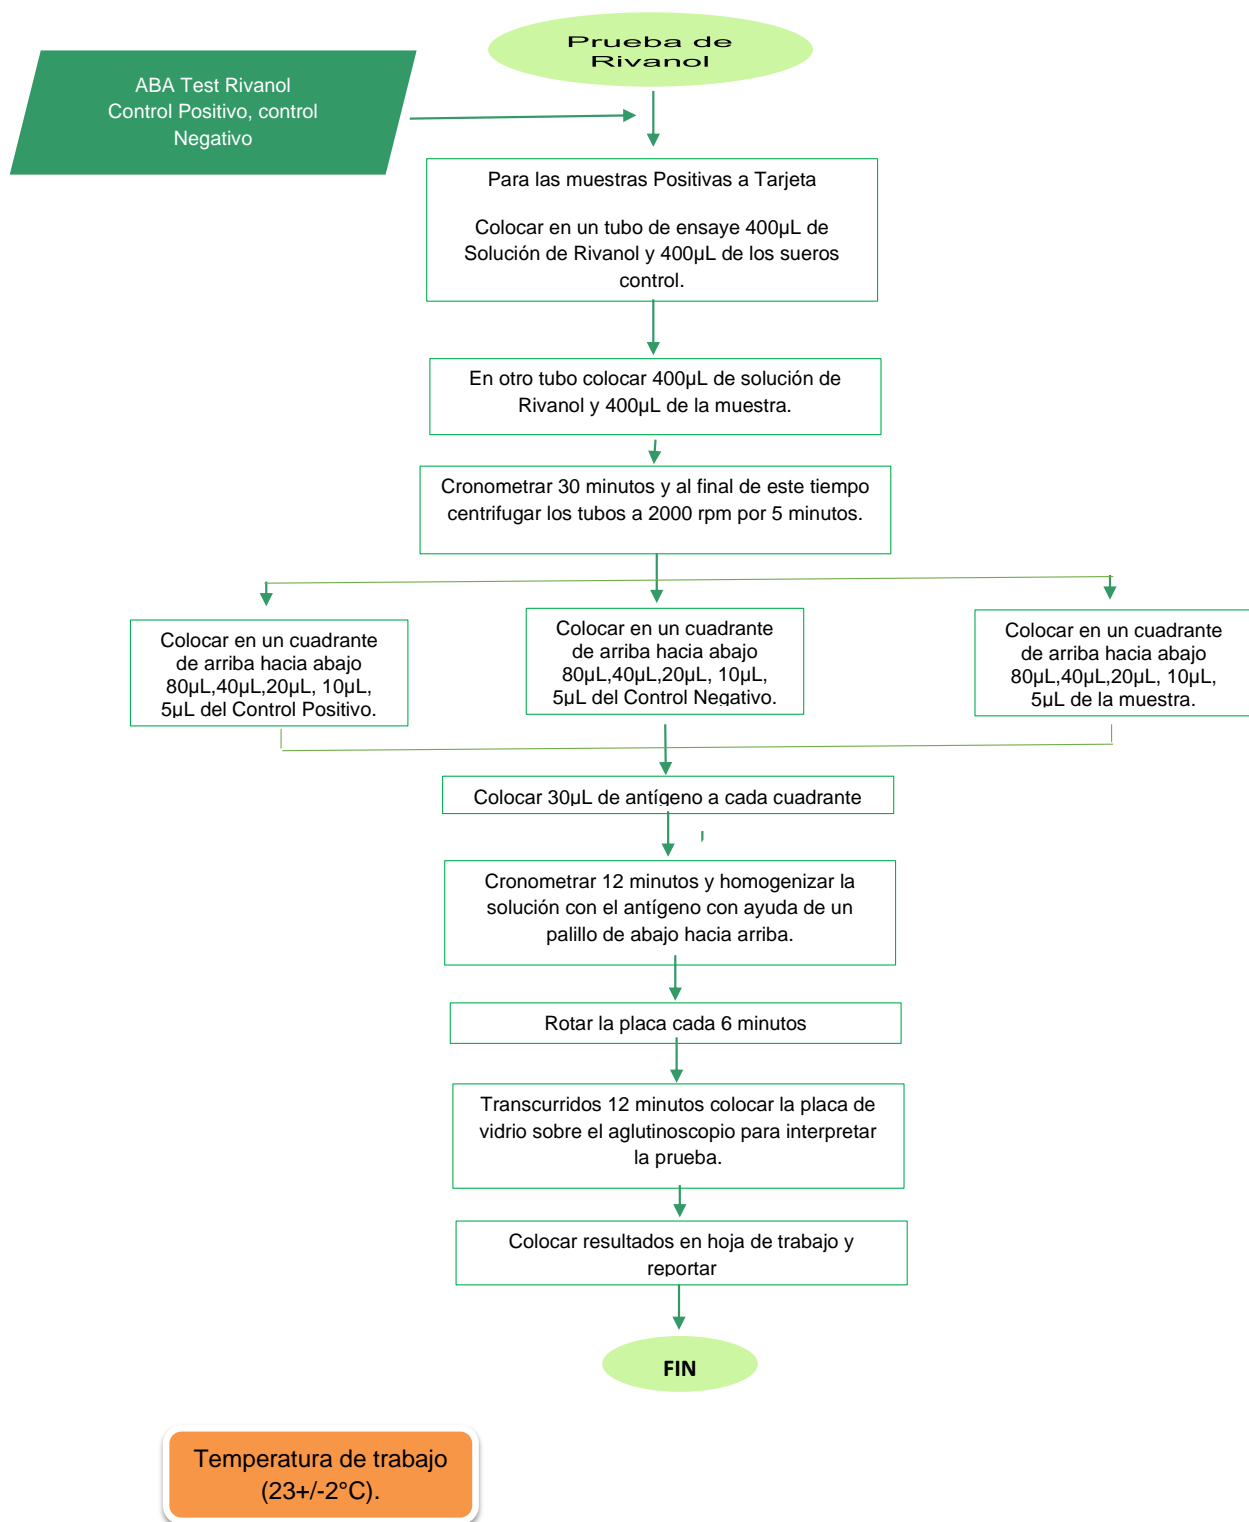 Prueba de
Rivanol
ABA Test Rivanol
Control Positivo, control
Negativo
Para las muestras Positivas a Tarjeta
Colocar en un tubo de ensaye 400µL de
Solución de Rivanol y 400µL de los sueros
control.
En otro tubo colocar 400µL de solución de
Rivanol y 400µL de la muestra.
Cronometrar 30 minutos y al final de este tiempo
centrifugar los tubos a 2000 rpm por 5 minutos.
Colocar en un cuadrante
de arriba hacia abajo
80µL,40µL,20µL, 10µL,
5µL del Control Positivo.
Colocar en un cuadrante
de arriba hacia abajo
80µL,40µL,20µL, 10µL,
5µL del Control Negativo.
Colocar en un cuadrante
de arriba hacia abajo
80µL,40µL,20µL, 10µL,
5µL de la muestra.
Colocar 30µL de antígeno a cada cuadrante
Cronometrar 12 minutos y homogenizar la
solución con el antígeno con ayuda de un
palillo de abajo hacia arriba.
Rotar la placa cada 6 minutos
Transcurridos 12 minutos colocar la placa de
vidrio sobre el aglutinoscopio para interpretar
la prueba.
Colocar resultados en hoja de trabajo y
reportar
FIN
Temperatura de trabajo
(23+/-2°C).